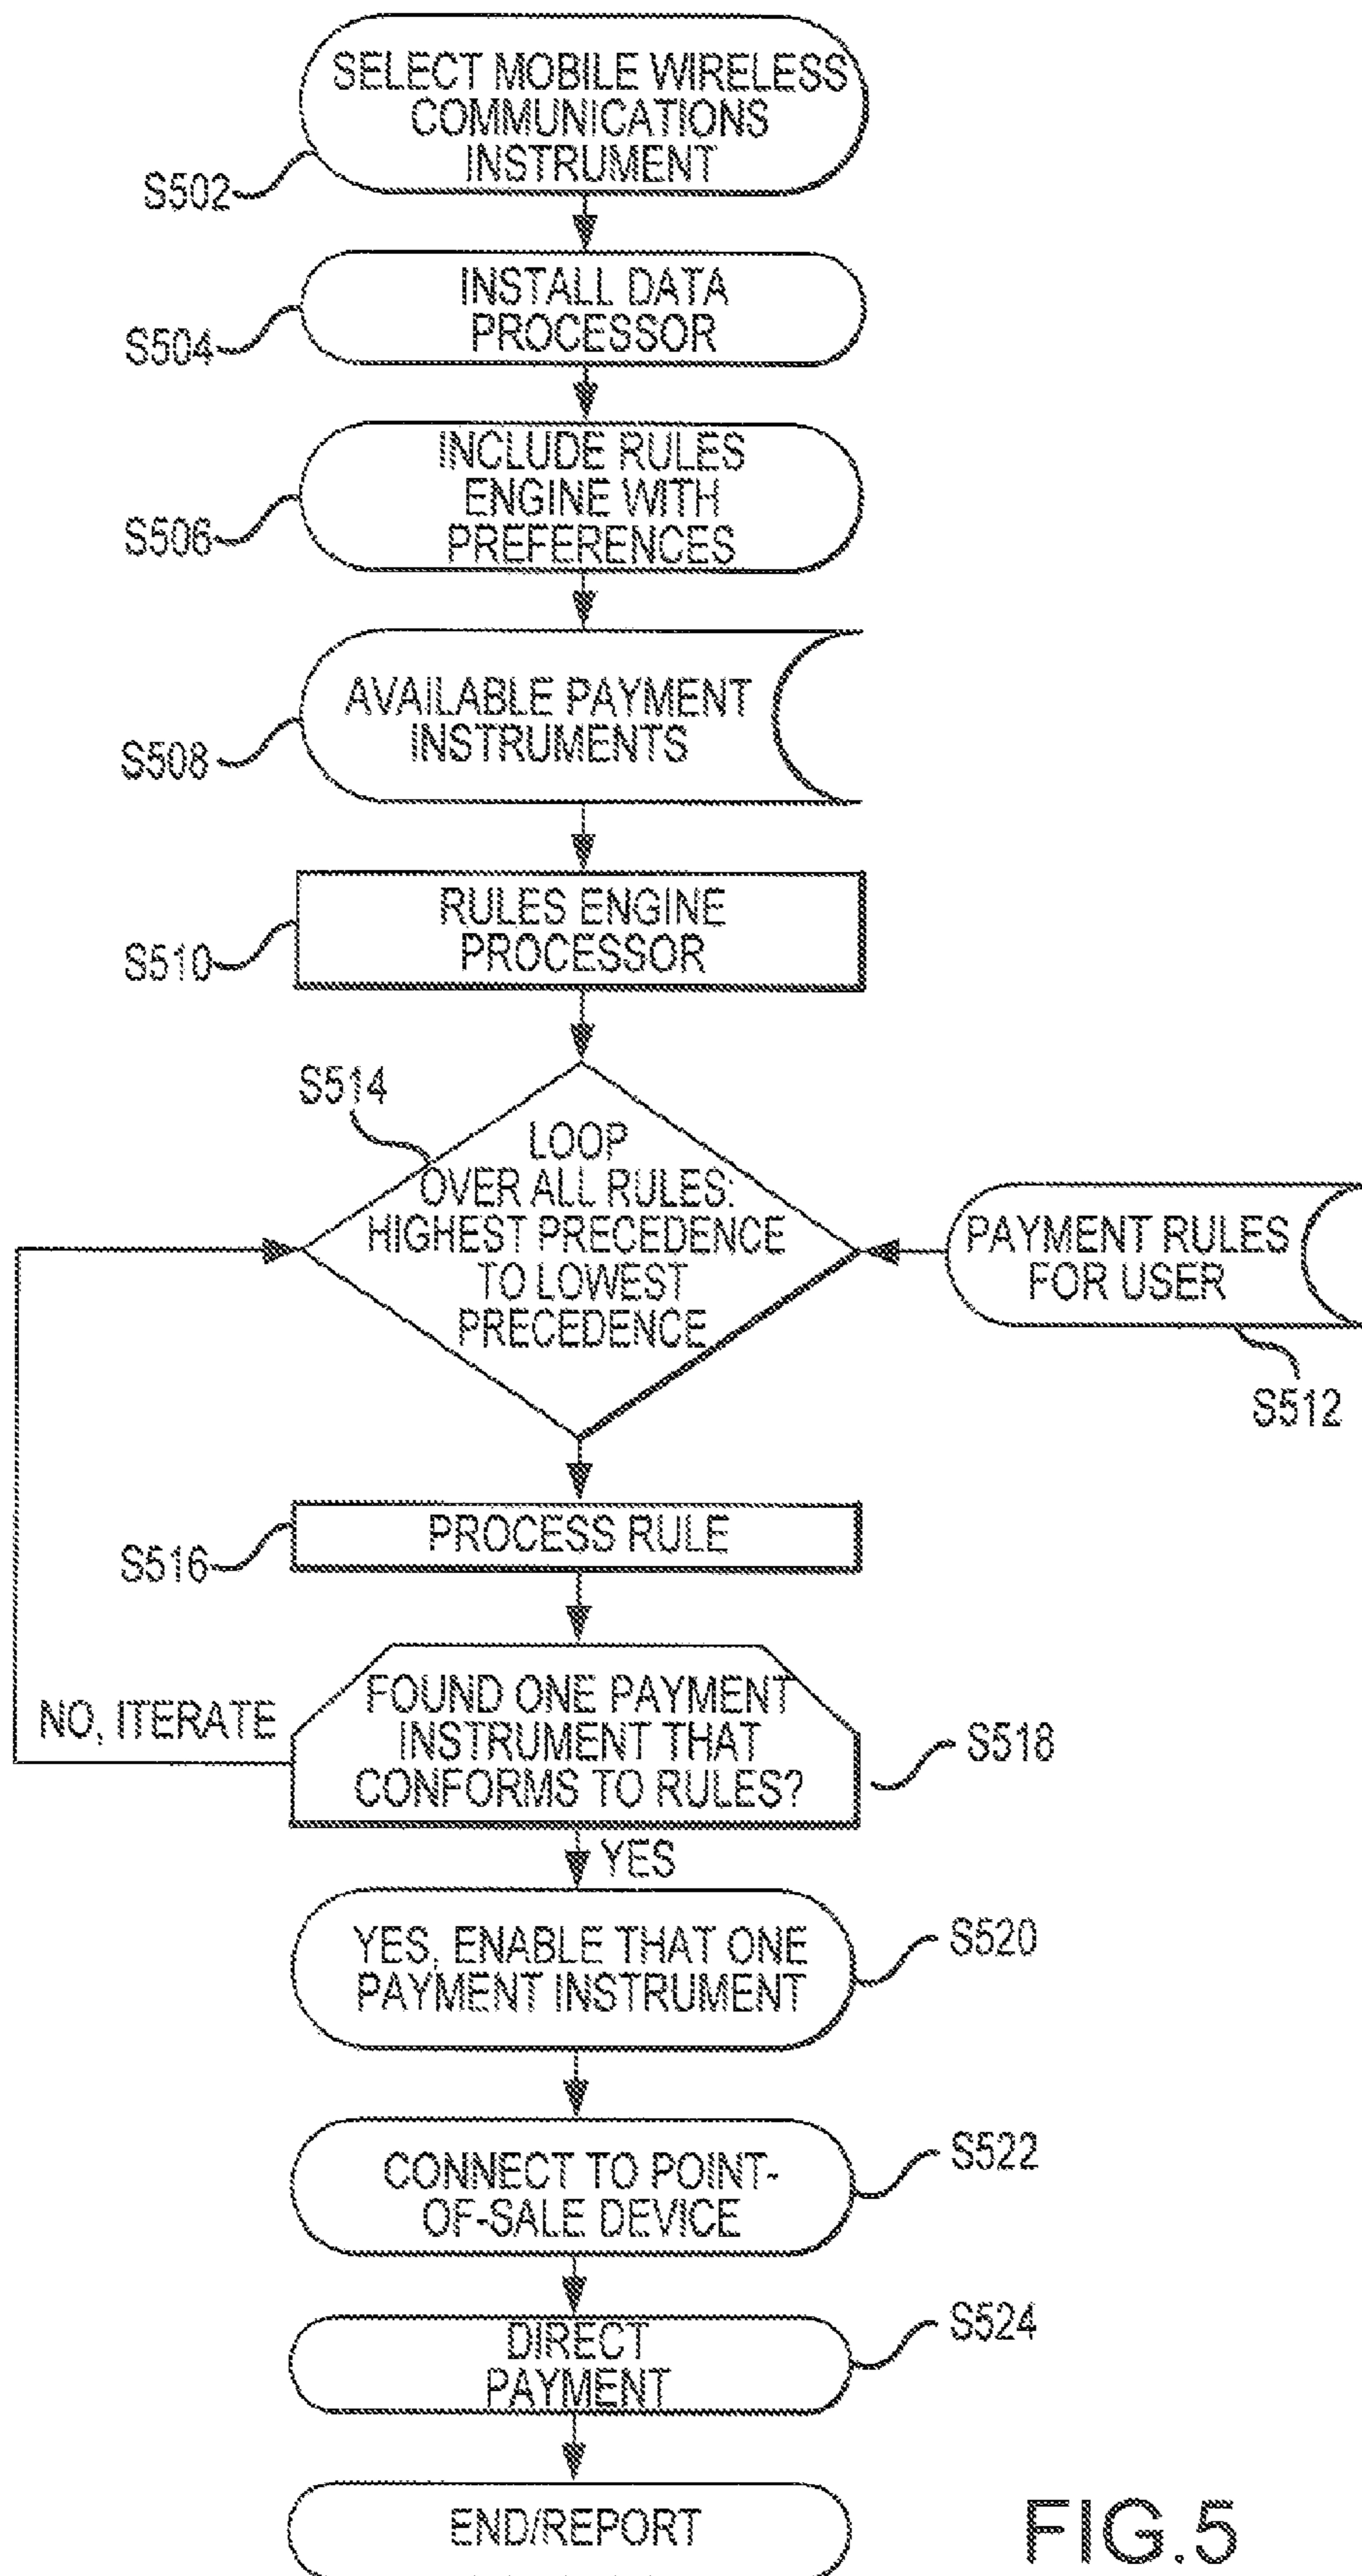 SELECT MOBILE WIRELESS
COMMUNICATIONS
INSTRUMENT
S502
INSTALL DATA
PROCESSOR
S504
INCLUDE RULES
ENGINE WITH
PREFERENCES
S506
AVAILABLE PAYMENT
INSTRUMENTS
S508
RULES ENGINE
PROCESSOR
S510
S514
LOOP
OVER ALL RULES:
HIGHEST PRECEDENCE
TO LOWEST
PRECEDENCE
PAYMENT RULES
FOR USER
S512
PROCESS RULE
S516
FOUND ONE PAYMENT
INSTRUMENT THAT
CONFORMS TO RULES?
S518
NO, ITERATE
YES
YES, ENABLE THAT ONE
PAYMENT INSTRUMENT
S520
CONNECT TO POINT-
OF-SALE DEVICE
S522
DIRECT
PAYMENT
S524
END/REPORT
FIG.5